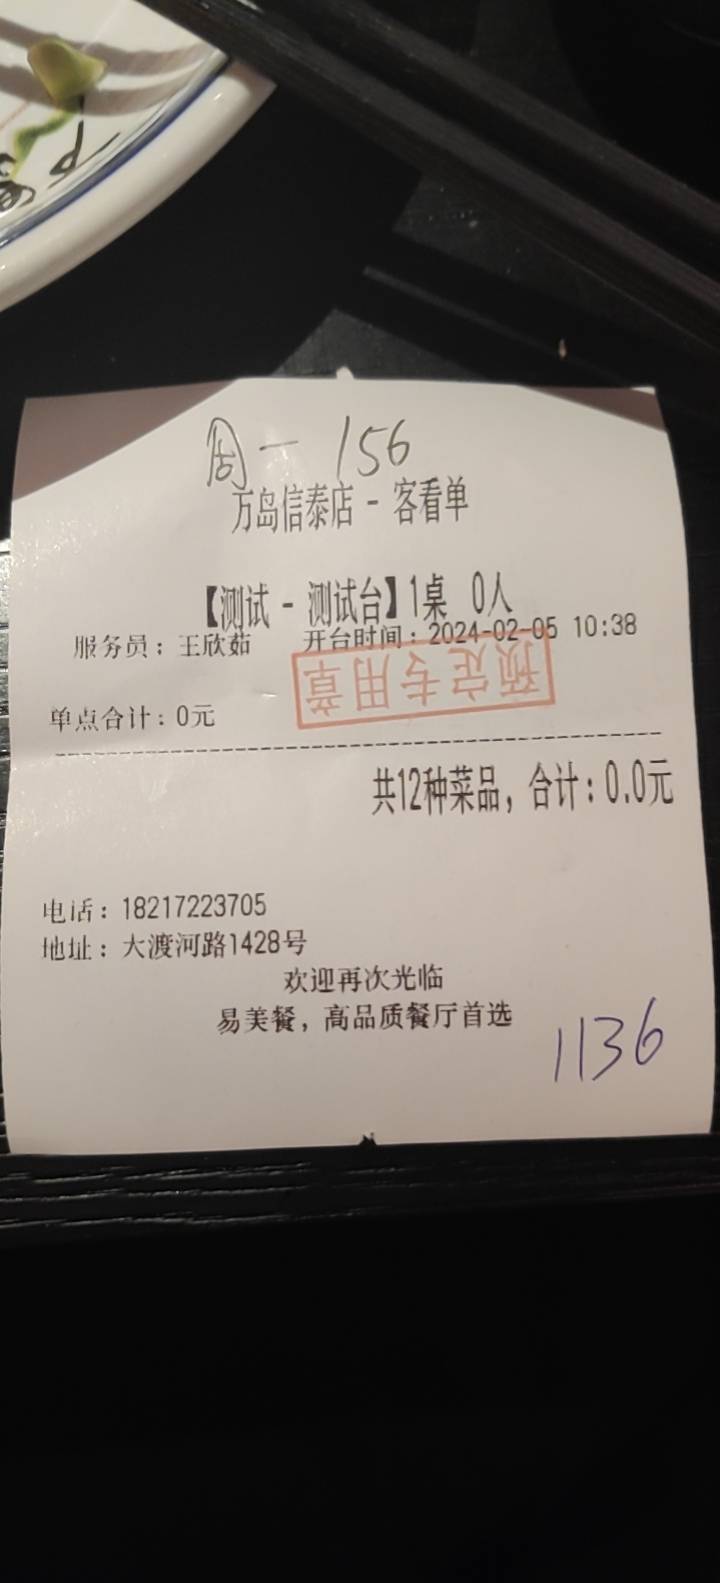 周一 156
万岛信泰店 - 客看单
【测试 - 测试台】1桌 0人
服务员：王欣茹 开台时间：2024-02-05 10:38
预定专用章
单点合计：0元
共12种菜品，合计：0.0元
电话：18217223705
地址：大渡河路1428号
欢迎再次光临
易美餐，高品质餐厅首选
1136